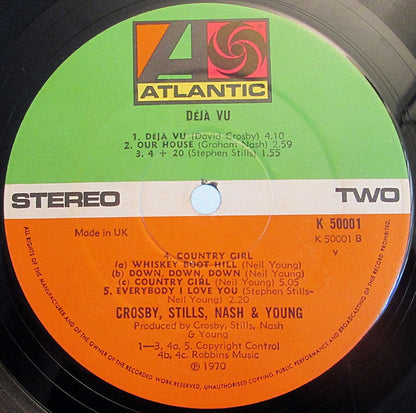 ATLANTIC
DÉJÀ VU
1. DÉJÀ VU (David Crosby) 4.10
2. OUR HOUSE (Graham Nash) 2.59
3. 4 + 20 (Stephen Stills) 1.55
STEREO TWO
Made in UK
K 50001
K 50001 B
v
4. COUNTRY GIRL
(a) WHISKEY BOOT HILL (Neil Young)
(b) DOWN, DOWN, DOWN (Neil Young)
(c) COUNTRY GIRL (Neil Young) 5.05
5. EVERYBODY I LOVE YOU (Stephen Stills-
Neil Young) 2.20
CROSBY, STILLS, NASH & YOUNG
Produced by Crosby, Stills, Nash
& Young
1—3, 4a. 5. Copyright Control
4b, 4c. Robbins Music
℗ 1970
ALL RIGHTS OF THE MANUFACTURER AND OF THE OWNER OF THE RECORDED WORK RESERVED. UNAUTHORISED COPYING, PUBLIC PERFORMANCE AND BROADCASTING OF THIS RECORD PROHIBITED.